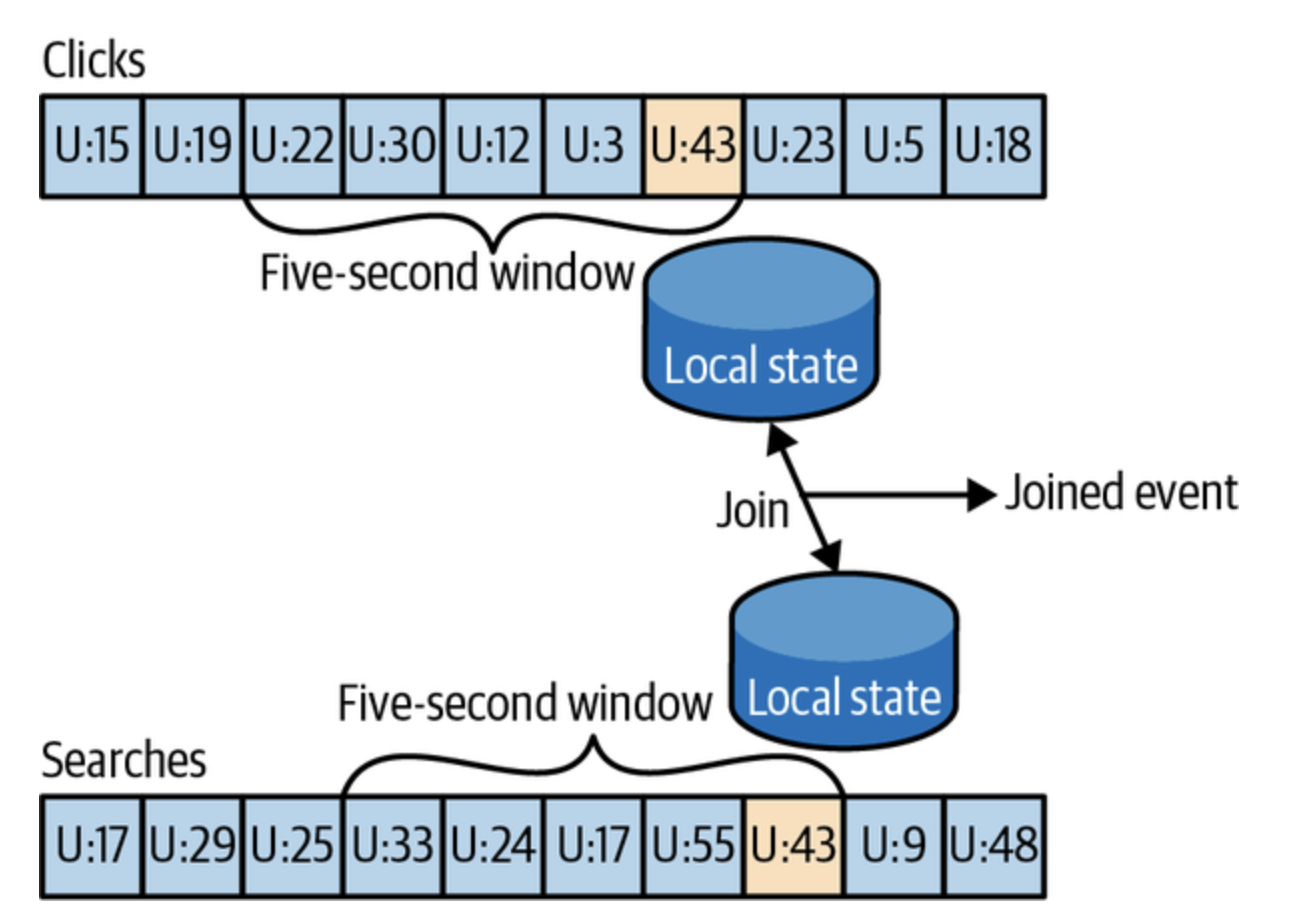 Clicks
U:15 U:19 U:22 U:30 U:12 U:3 U:43 U:23 U:5 U:18
Five-second window
Local state
Join
Joined event
Local state
Five-second window
Searches
U:17 U:29 U:25 U:33 U:24 U:17 U:55 U:43 U:9 U:48